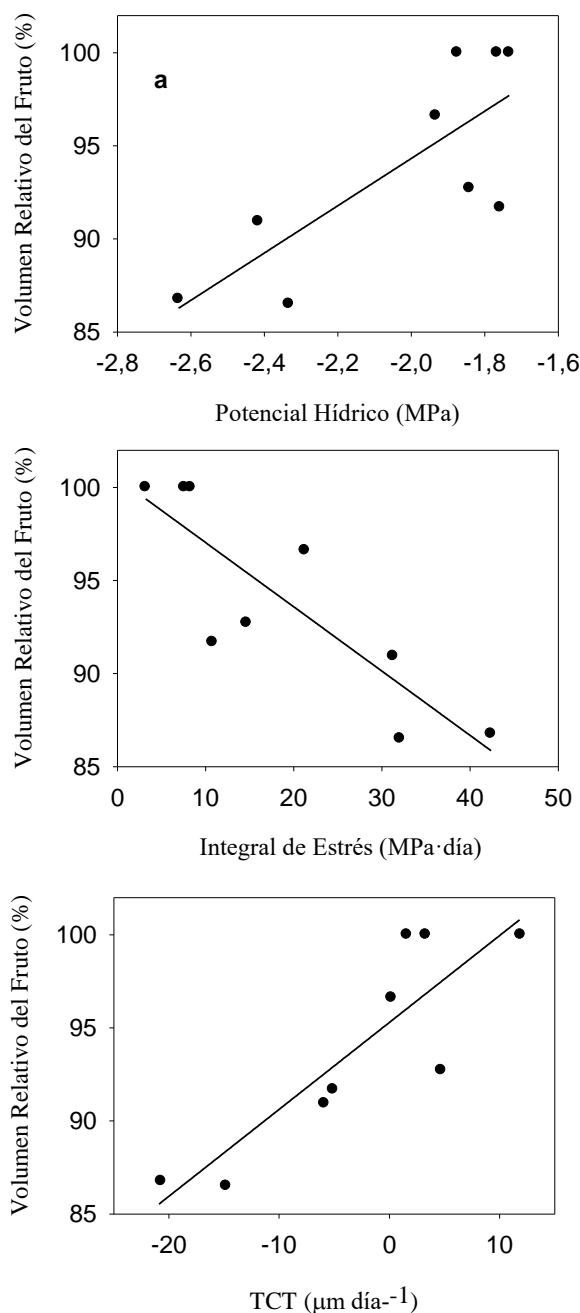 Volumen Relativo del Fruto (%)
100
95
90
85
a
-2,8 -2,6 -2,4 -2,2 -2,0 -1,8 -1,6
Potencial Hídrico (MPa)
Volumen Relativo del Fruto (%)
100
95
90
85
0 10 20 30 40 50
Integral de Estrés (MPa·día)
Volumen Relativo del Fruto (%)
100
95
90
85
-20 -10 0 10
TCT (μm día--1)